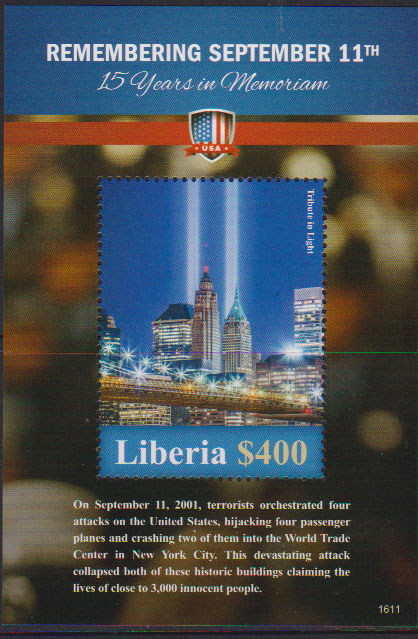 REMEMBERING SEPTEMBER 11TH
15 Years in Memoriam
USA
Tribute in Light
Liberia $400
On September 11, 2001, terrorists orchestrated four
attacks on the United States, hijacking four passenger
planes and crashing two of them into the World Trade
Center in New York City. This devastating attack
collapsed both of these historic buildings claiming the
lives of close to 3,000 innocent people.
1611